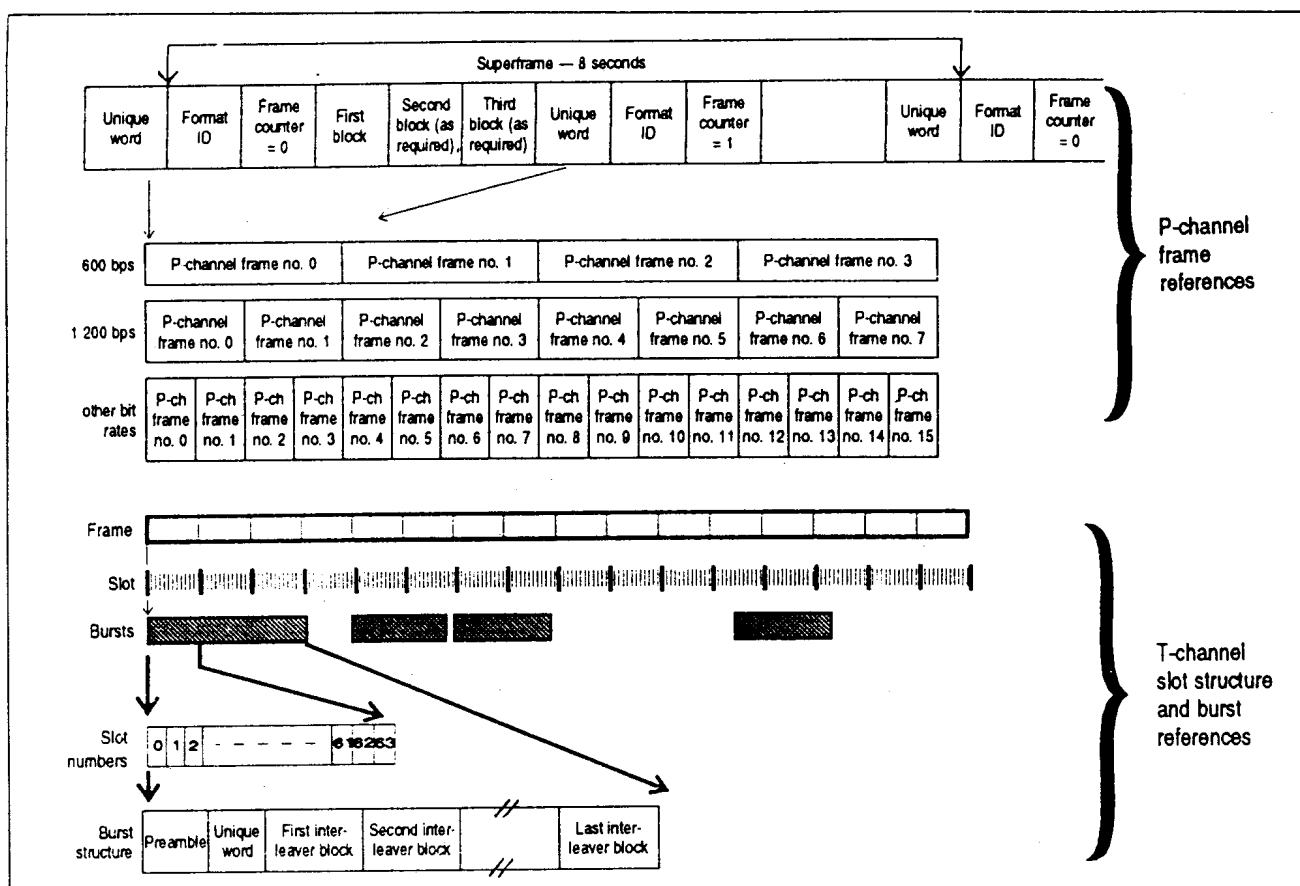 Superframe — 8 seconds
Unique word
Format ID
Frame counter = 0
First block
Second block (as required),
Third block (as required)
Unique word
Format ID
Frame counter = 1
Unique word
Format ID
Frame counter = 0
P-channel frame references
600 bps
P-channel frame no. 0
P-channel frame no. 1
P-channel frame no. 2
P-channel frame no. 3
1 200 bps
P-channel frame no. 0
P-channel frame no. 1
P-channel frame no. 2
P-channel frame no. 3
P-channel frame no. 4
P-channel frame no. 5
P-channel frame no. 6
P-channel frame no. 7
other bit rates
P-ch frame no. 0
P-ch frame no. 1
P-ch frame no. 2
P-ch frame no. 3
P-ch frame no. 4
P-ch frame no. 5
P-ch frame no. 6
P-ch frame no. 7
P-ch frame no. 8
P-ch frame no. 9
P-ch frame no. 10
P-ch frame no. 11
P-ch frame no. 12
P-ch frame no. 13
P-ch frame no. 14
P-ch frame no. 15
Frame
Slot
Bursts
T-channel slot structure and burst references
Slot numbers
0 1 2 - - - - - - 61 62 63
Burst structure
Preamble
Unique word
First inter-leaver block
Second inter-leaver block
Last inter-leaver block